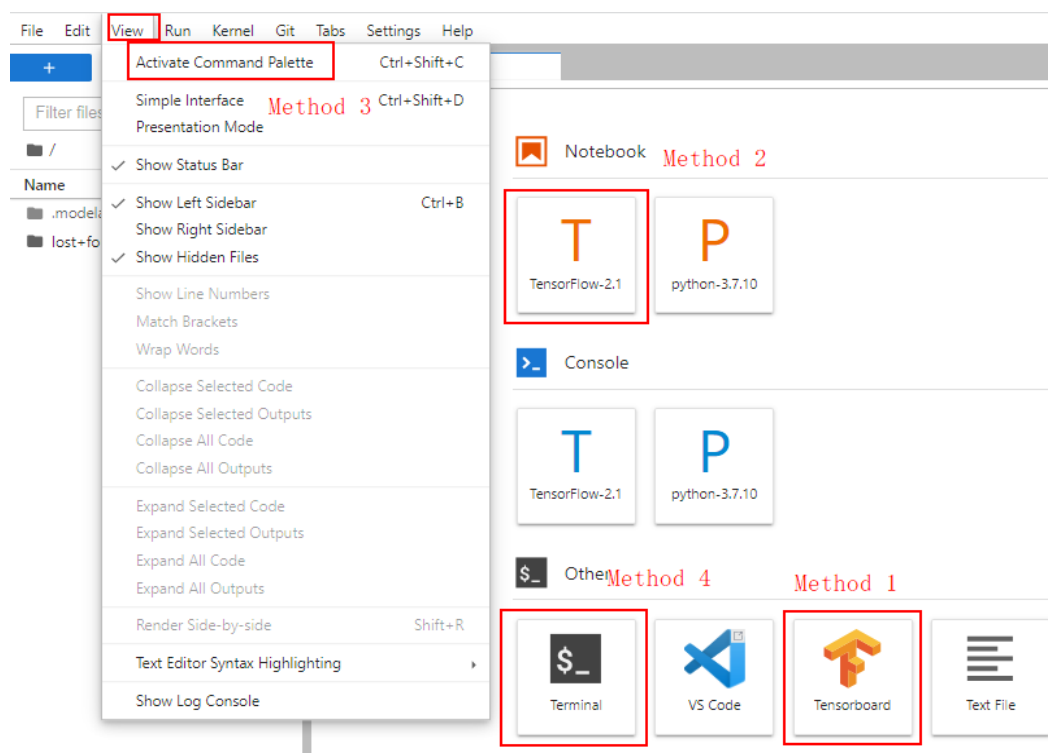 File Edit View Run Kernel Git Tabs Settings Help
+
Filter files
/
Name
.modela
lost+fo
Activate Command Palette Ctrl+Shift+C
Simple Interface Ctrl+Shift+D
Method 3
Presentation Mode
Show Status Bar
Show Left Sidebar Ctrl+B
Show Right Sidebar
Show Hidden Files
Show Line Numbers
Match Brackets
Wrap Words
Collapse Selected Code
Collapse Selected Outputs
Collapse All Code
Collapse All Outputs
Expand Selected Code
Expand Selected Outputs
Expand All Code
Expand All Outputs
Render Side-by-side Shift+R
Text Editor Syntax Highlighting
Show Log Console
Notebook Method 2
T P
TensorFlow-2.1 python-3.7.10
>_ Console
T P
TensorFlow-2.1 python-3.7.10
$_ Other Method 4 Method 1
$_
Terminal VS Code Tensorboard Text File